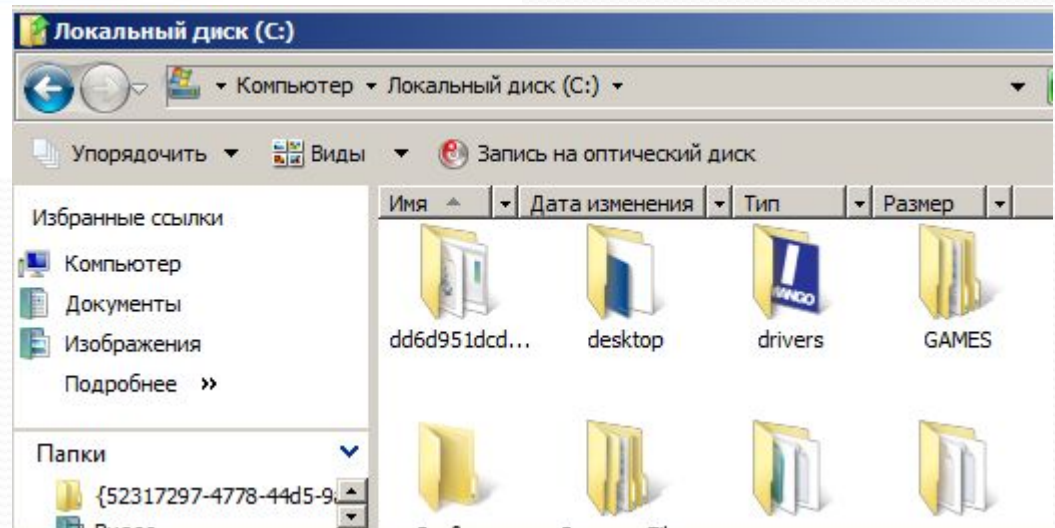 Локальный диск (C:)
Компьютер Локальный диск (C:)
Упорядочить Виды Запись на оптический диск
Избранные ссылки
Имя Дата изменения Тип Размер
Компьютер
Документы
Изображения
Подробнее »
dd6d951dcd... desktop drivers GAMES
MANGO
Папки
{52317297-4778-44d5-9